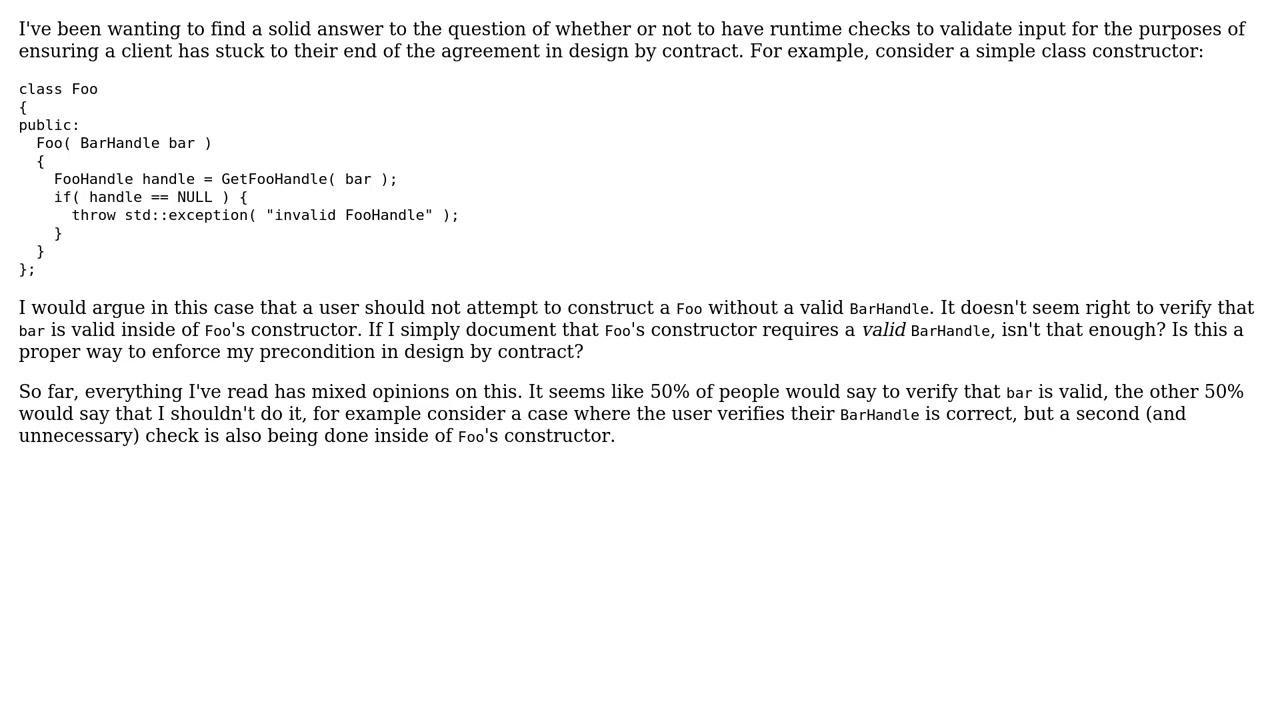 I've been wanting to find a solid answer to the question of whether or not to have runtime checks to validate input for the purposes of
ensuring a client has stuck to their end of the agreement in design by contract. For example, consider a simple class constructor:
class Foo
{
public:
  Foo( BarHandle bar )
  {
    FooHandle handle = GetFooHandle( bar );
    if( handle == NULL ) {
      throw std::exception( "invalid FooHandle" );
    }
  }
};
I would argue in this case that a user should not attempt to construct a Foo without a valid BarHandle. It doesn't seem right to verify that
bar is valid inside of Foo's constructor. If I simply document that Foo's constructor requires a valid BarHandle, isn't that enough? Is this a
proper way to enforce my precondition in design by contract?
So far, everything I've read has mixed opinions on this. It seems like 50% of people would say to verify that bar is valid, the other 50%
would say that I shouldn't do it, for example consider a case where the user verifies their BarHandle is correct, but a second (and
unnecessary) check is also being done inside of Foo's constructor.